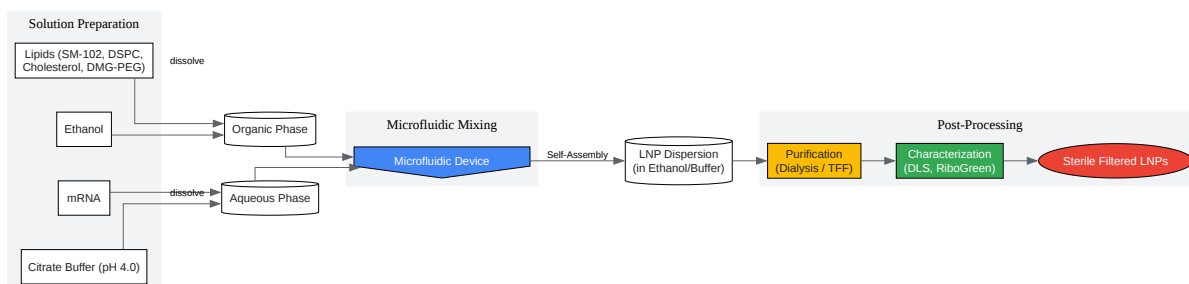 Solution Preparation
Lipids (SM-102, DSPC,
Cholesterol, DMG-PEG)
dissolve
Ethanol
Organic Phase
mRNA
dissolve
Aqueous Phase
Citrate Buffer (pH 4.0)
Microfluidic Mixing
Microfluidic Device
Self-Assembly
LNP Dispersion
(in Ethanol/Buffer)
Post-Processing
Purification
(Dialysis / TFF)
Characterization
(DLS, RiboGreen)
Sterile Filtered LNPs